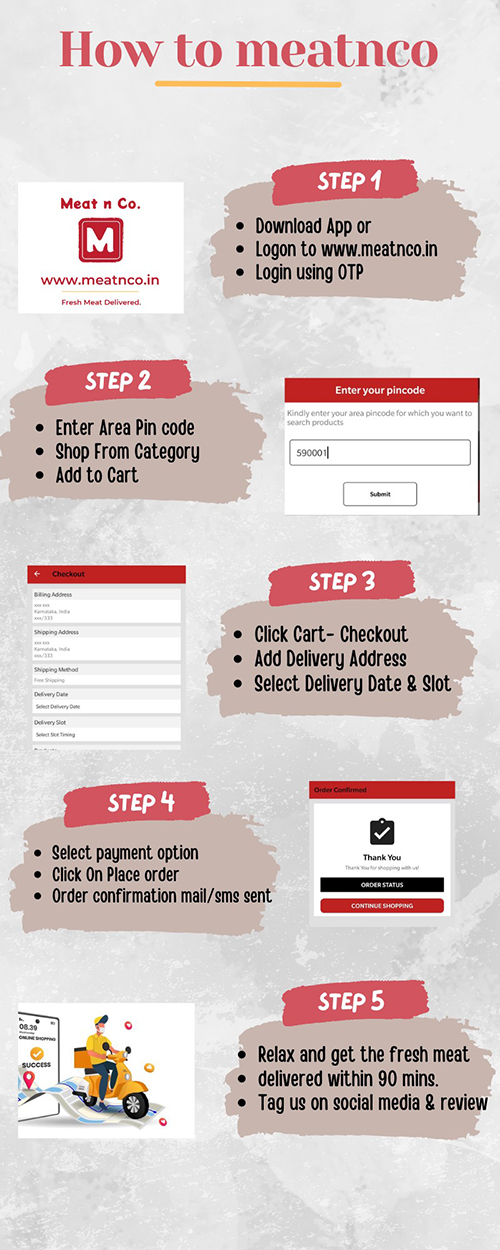 How to meatnco
STEP 1
Meat n Co.
M
www.meatnco.in
Fresh Meat Delivered.
• Download App or
• Logon to www.meatnco.in
• Login using OTP
STEP 2
• Enter Area Pin code
• Shop From Category
• Add to Cart
Enter your pincode
Kindly enter your area pincode for which you want to
search products
590001
Submit
Checkout
Billing Address
xxx xxx
Karnataka, India
xxx/333
Shipping Address
xxx xxx
Karnataka, India
xxx/333
Shipping Method
Free Shipping
Delivery Date
Select Delivery Date
Delivery Slot
Select Slot Timing
STEP 3
• Click Cart- Checkout
• Add Delivery Address
• Select Delivery Date & Slot
STEP 4
• Select payment option
• Click On Place order
• Order confirmation mail/sms sent
Order Confirmed
Thank You
Thank You for shopping with us!
ORDER STATUS
CONTINUE SHOPPING
08.39
ONLINE SHOPPING
SUCCESS
STEP 5
• Relax and get the fresh meat
• delivered within 90 mins.
• Tag us on social media & review